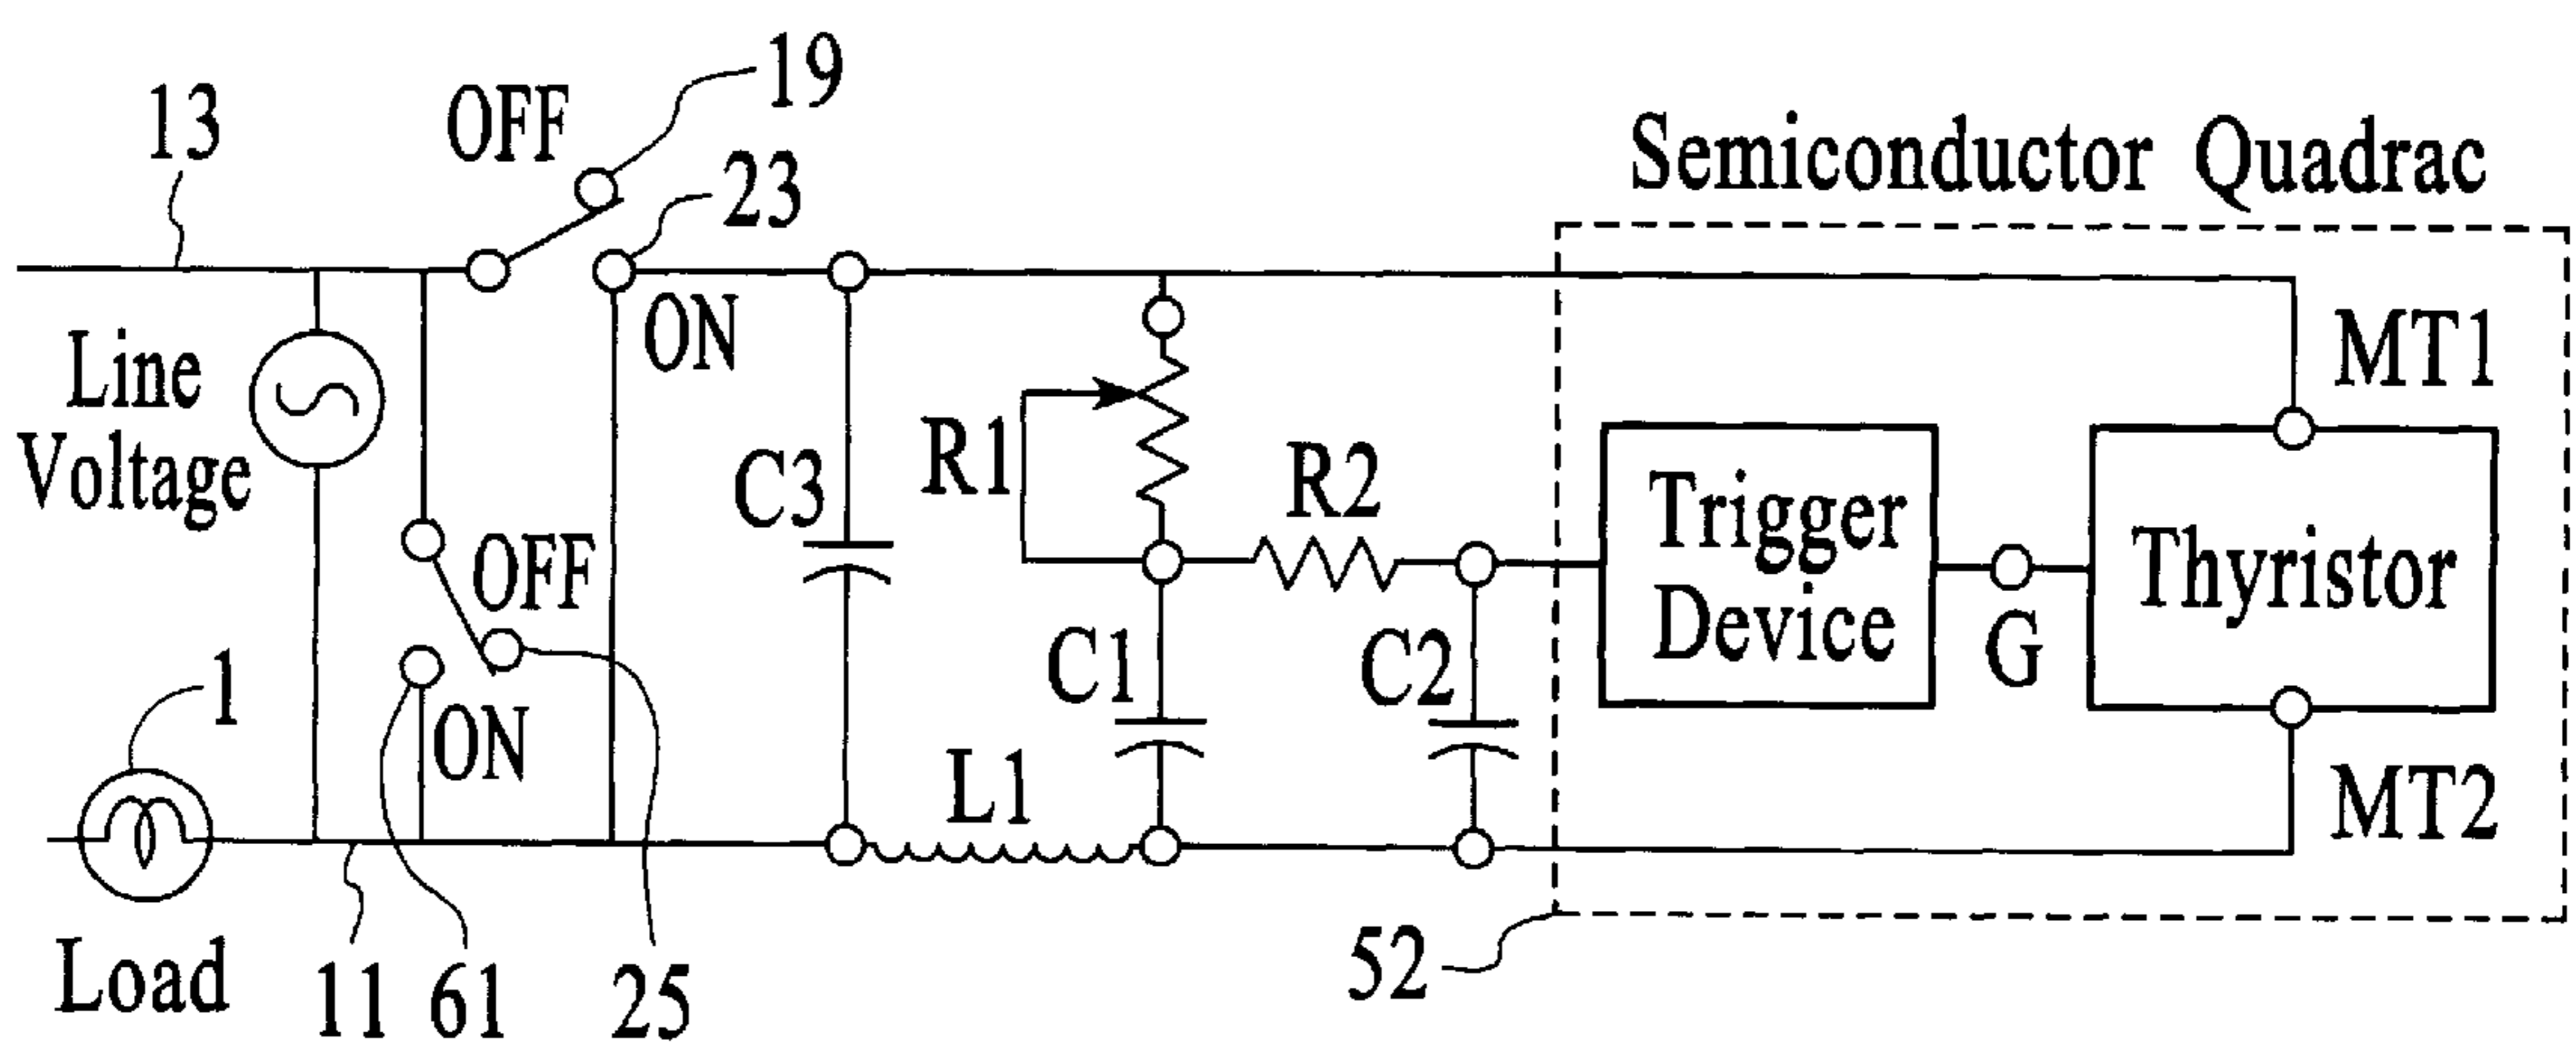 19
13
OFF
23
Semiconductor Quadrac
ON
MT1
Line
Voltage
R1
R2
C3
Trigger
Device
Thyristor
OFF
G
C1
C2
1
ON
L1
MT2
Load
11
61
25
52